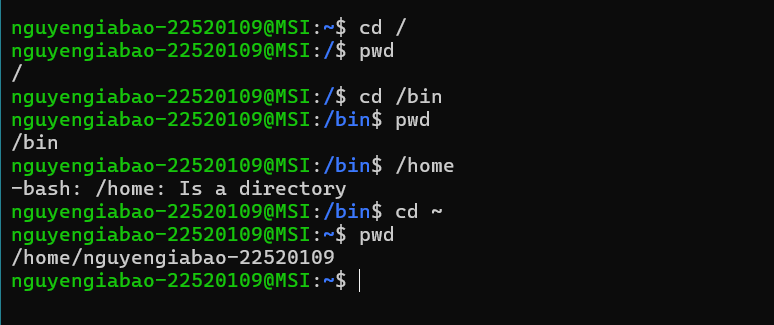 nguyengiabao-22520109@MSI:~$ cd /
nguyengiabao-22520109@MSI:/$ pwd
/
nguyengiabao-22520109@MSI:/$ cd /bin
nguyengiabao-22520109@MSI:/bin$ pwd
/bin
nguyengiabao-22520109@MSI:/bin$ /home
-bash: /home: Is a directory
nguyengiabao-22520109@MSI:/bin$ cd ~
nguyengiabao-22520109@MSI:~$ pwd
/home/nguyengiabao-22520109
nguyengiabao-22520109@MSI:~$